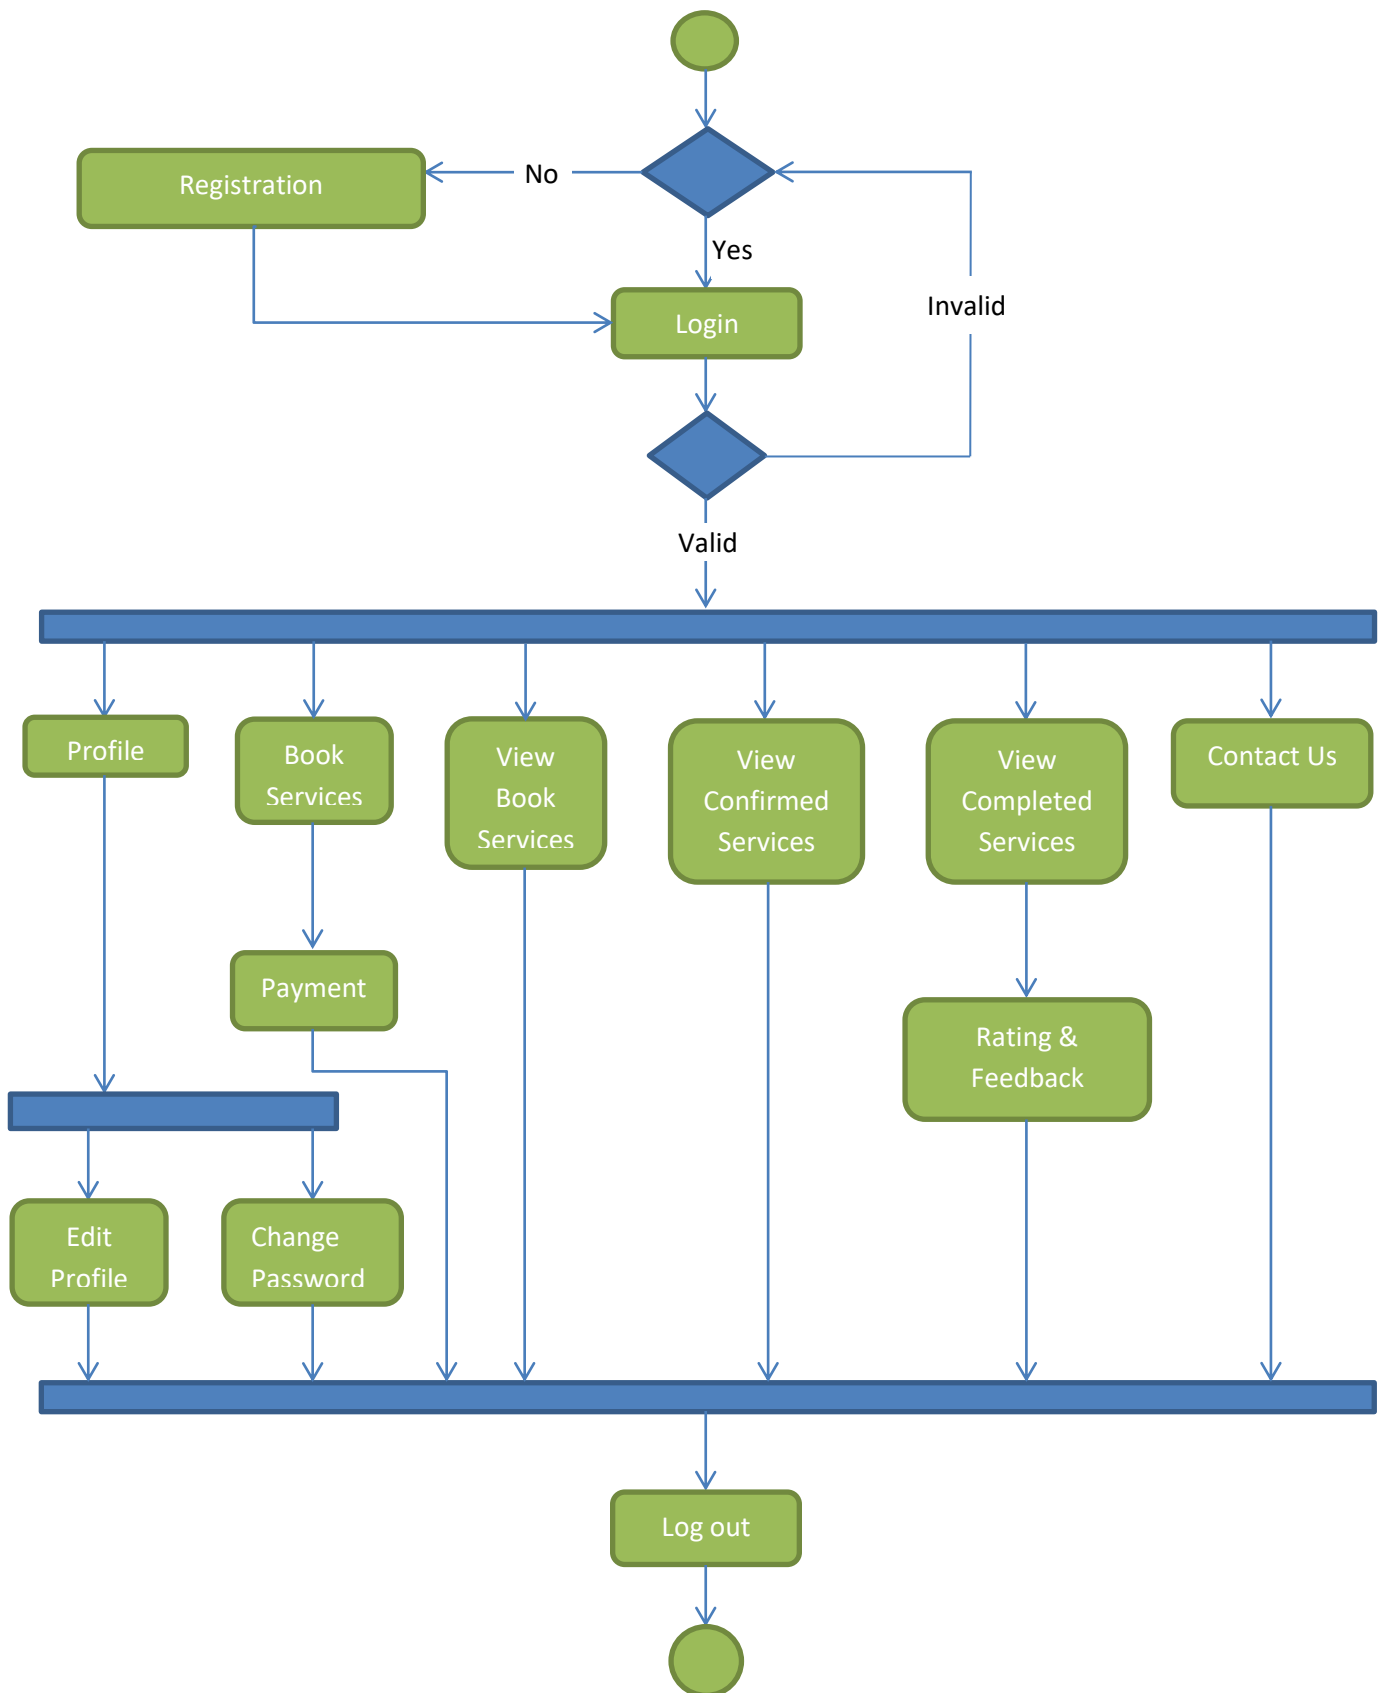 No
Registration
Yes
Invalid
Login
Valid
Profile
Book
Services
View
Book
Services
View
Confirmed
Services
View
Completed
Services
Contact Us
Payment
Rating &
Feedback
Edit
Profile
Change
Password
Log out